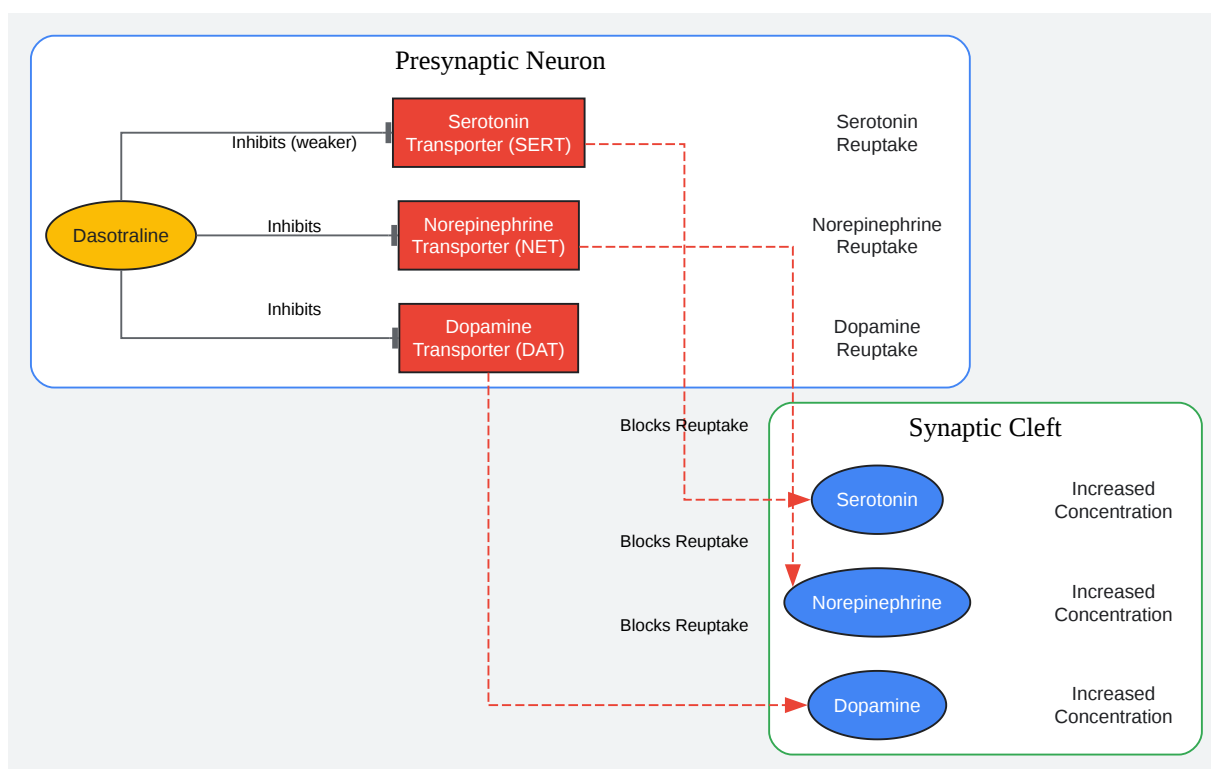 Presynaptic Neuron
Serotonin
Transporter (SERT)
Serotonin
Reuptake
Inhibits (weaker)
Dasotraline
Inhibits
Norepinephrine
Transporter (NET)
Norepinephrine
Reuptake
Inhibits
Dopamine
Transporter (DAT)
Dopamine
Reuptake
Blocks Reuptake
Synaptic Cleft
Serotonin
Increased
Concentration
Blocks Reuptake
Norepinephrine
Increased
Concentration
Blocks Reuptake
Dopamine
Increased
Concentration